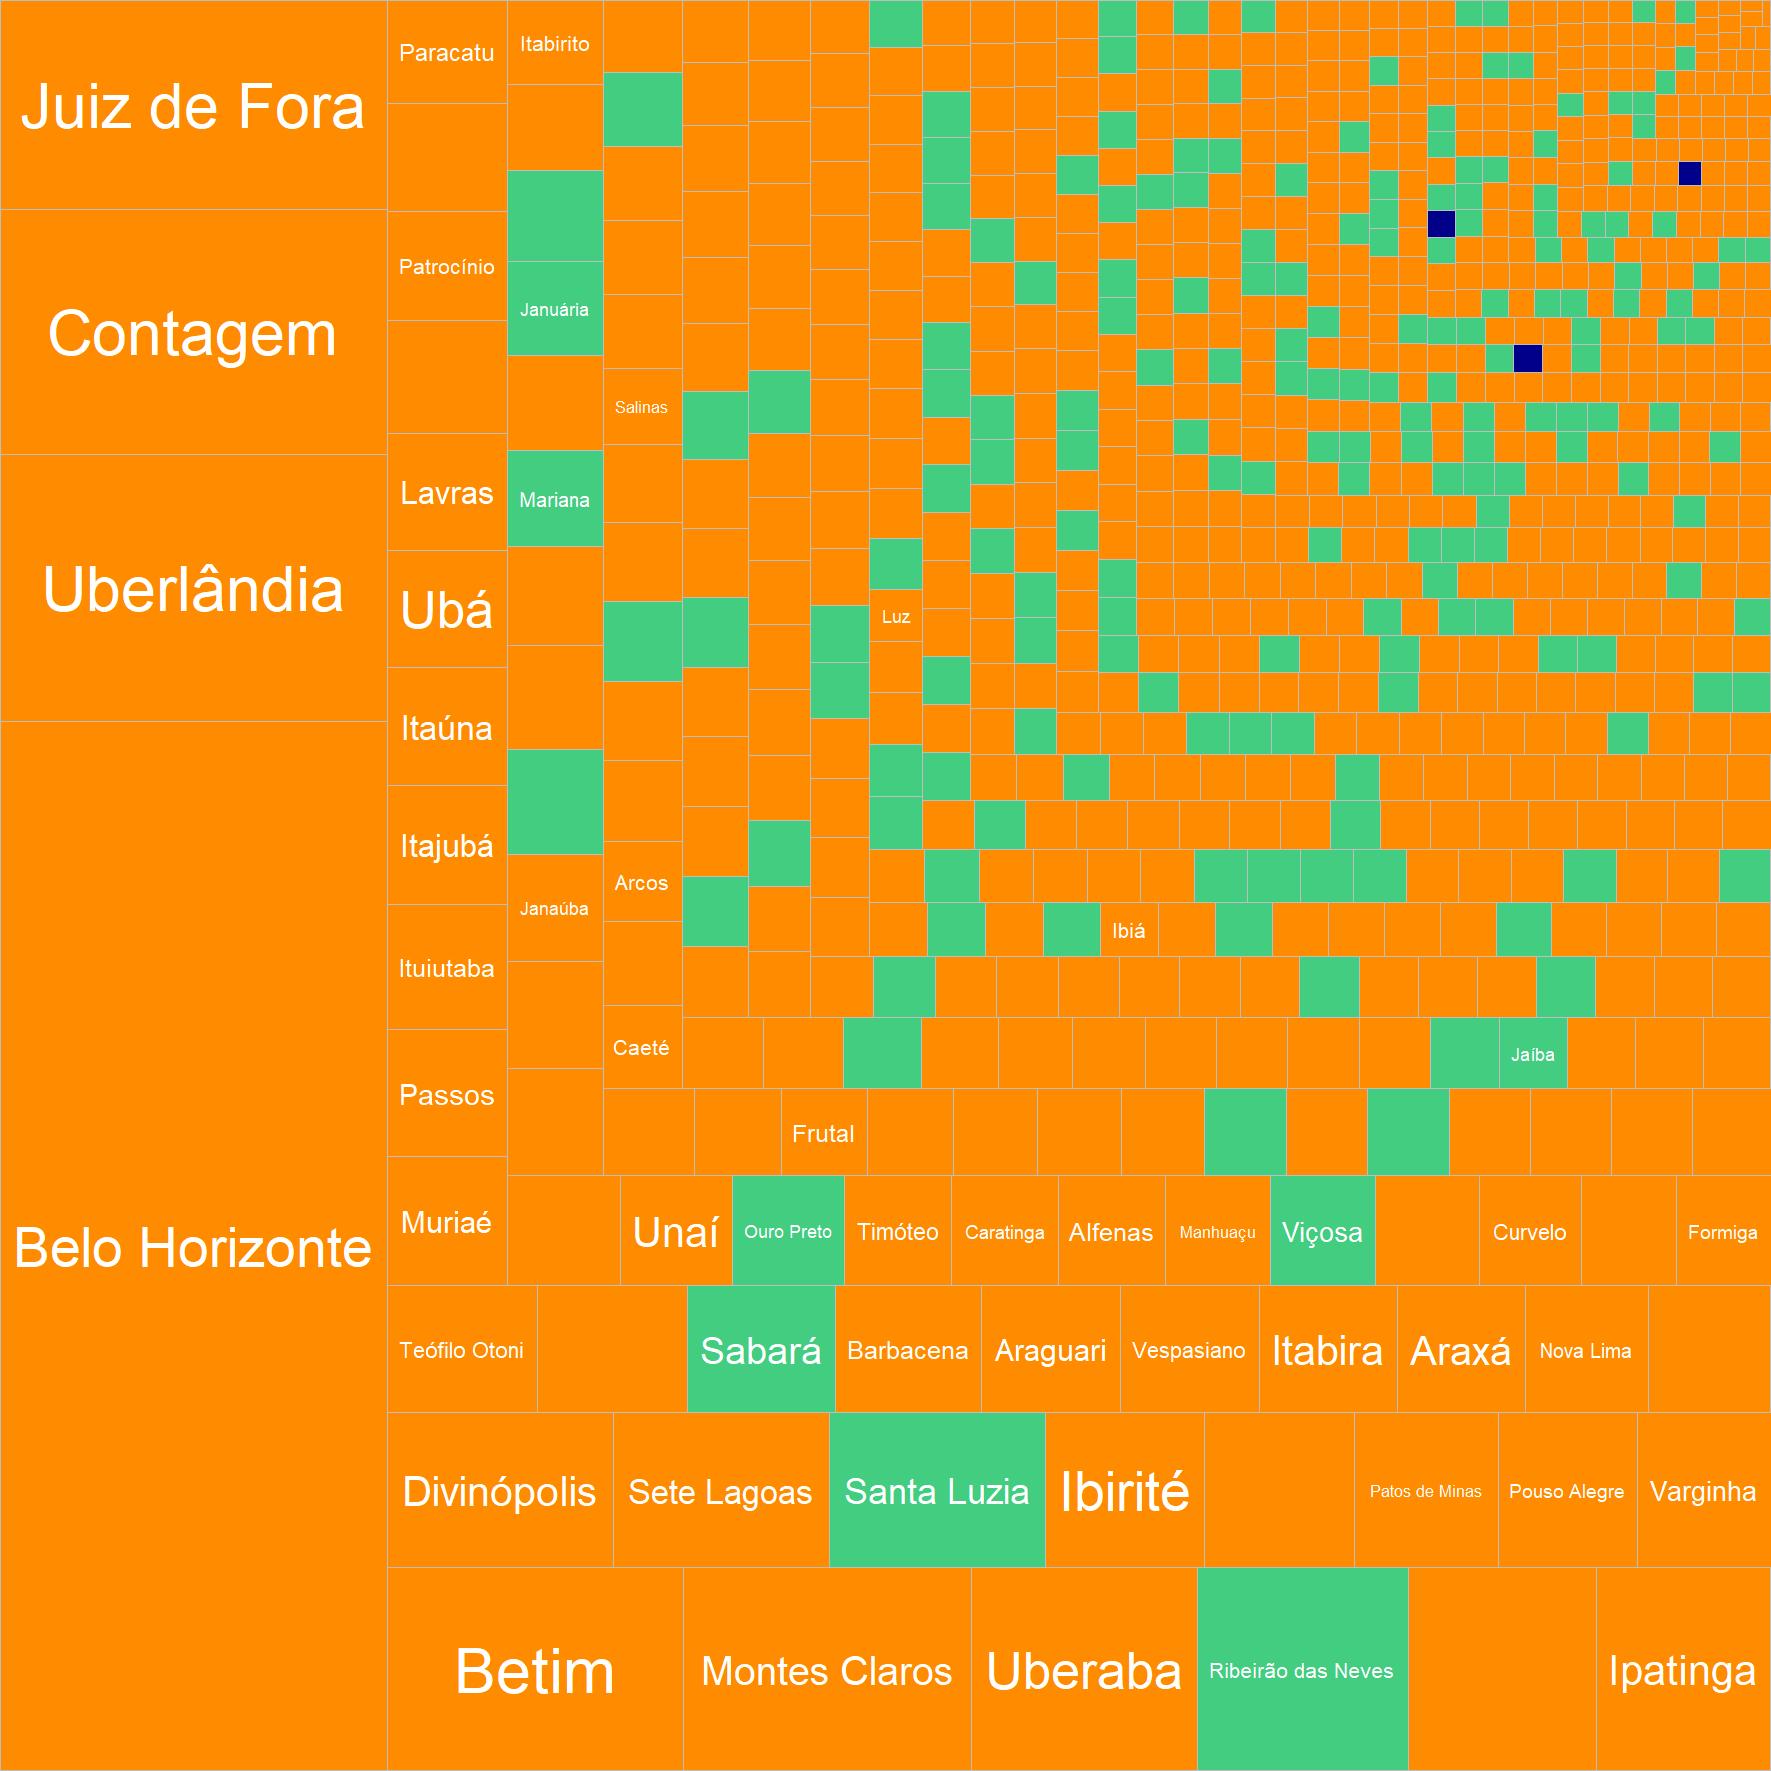 Juiz de Fora
Contagem
Uberlândia
Belo Horizonte
Paracatu
Patrocínio
Lavras
Ubá
Itaúna
Itajubá
Ituiutaba
Passos
Muriaé
Itabirito
Januária
Mariana
Janaúba
Salinas
Arcos
Caeté
Luz
Ibiá
Jaíba
Frutal
Unaí
Ouro Preto
Timóteo
Caratinga
Alfenas
Manhuaçu
Viçosa
Curvelo
Formiga
Teófilo Otoni
Sabará
Barbacena
Araguari
Vespasiano
Itabira
Araxá
Nova Lima
Divinópolis
Sete Lagoas
Santa Luzia
Ibirité
Patos de Minas
Pouso Alegre
Varginha
Betim
Montes Claros
Uberaba
Ribeirão das Neves
Ipatinga